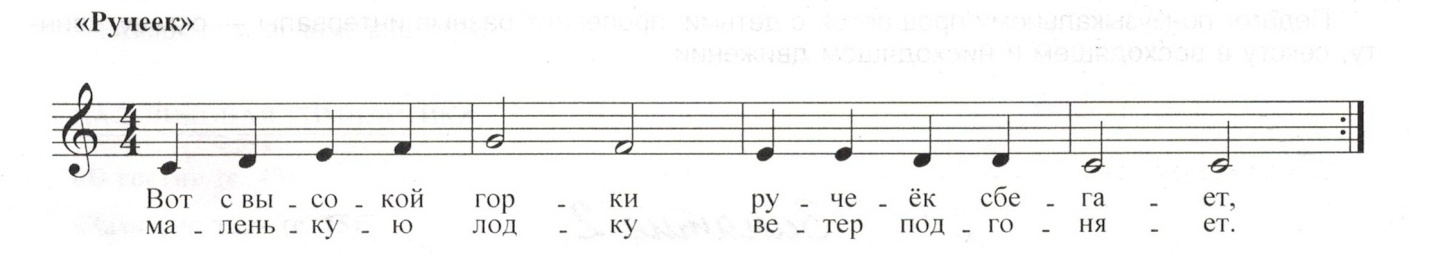 «Ручеек»
Вот с вы - со - кой гор - ки ру - че - ёк сбе - га - ет,
ма - лень - ку - ю лод - ку ве - тер под - го - ня - ет.